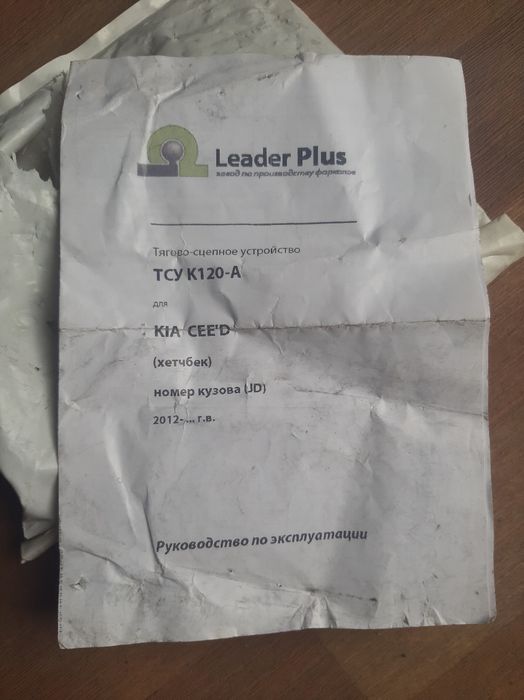 Leader Plus
завод по производству фаркопов
Тягово-сцепное устройство
ТСУ К120-А
для
KIA CEE'D
(хетчбек)
номер кузова (JD)
2012-... г.в.
Руководство по эксплуатации